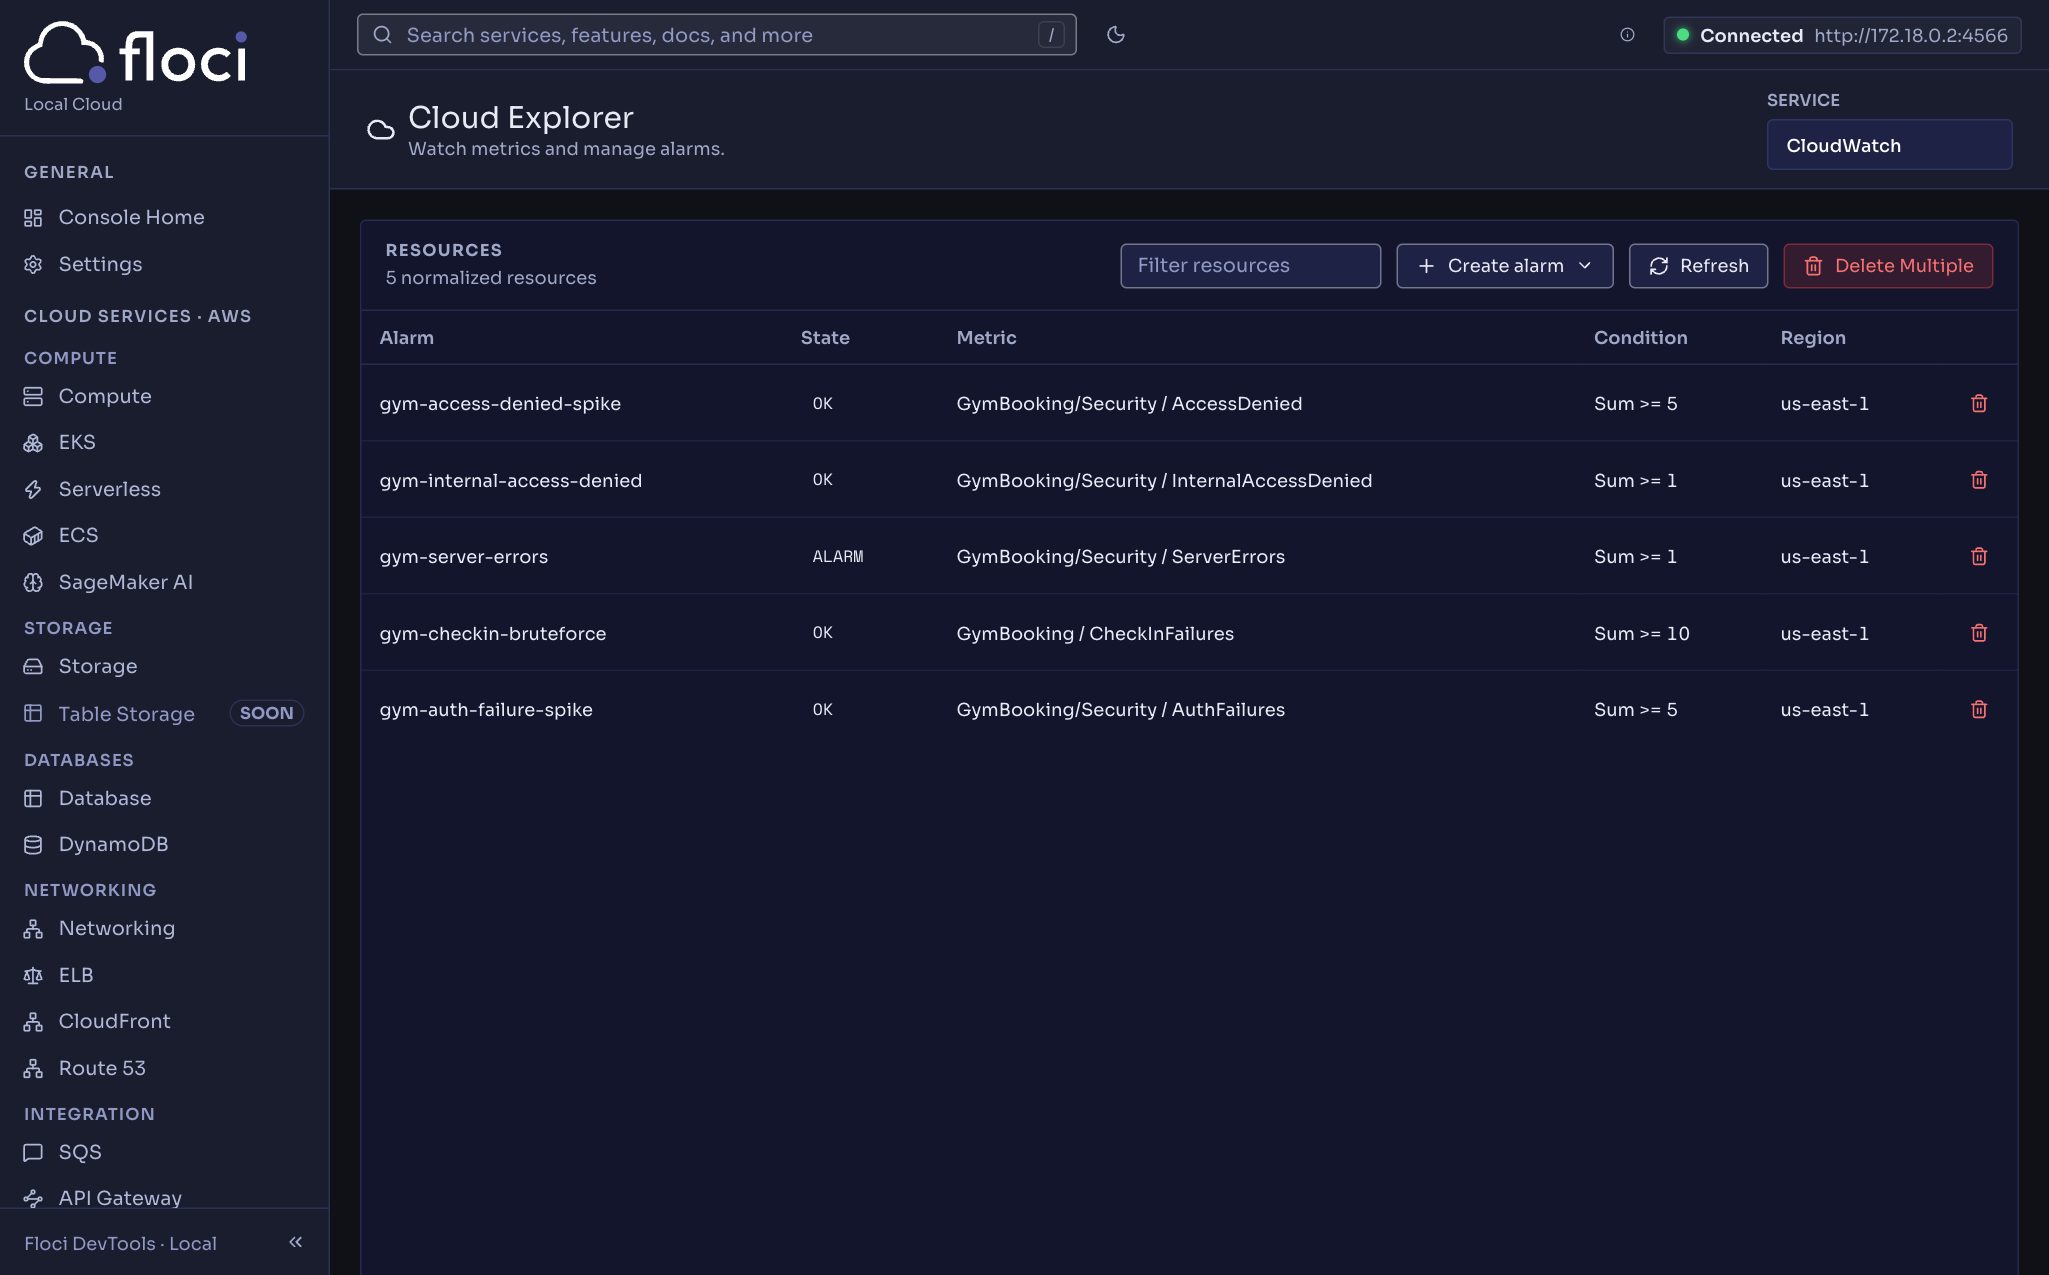 floci
Local Cloud
GENERAL
Console Home
Settings
CLOUD SERVICES · AWS
COMPUTE
Compute
EKS
Serverless
ECS
SageMaker AI
STORAGE
Storage
Table Storage SOON
DATABASES
Database
DynamoDB
NETWORKING
Networking
ELB
CloudFront
Route 53
INTEGRATION
SQS
API Gateway
Floci DevTools · Local
Search services, features, docs, and more /
Connected http://172.18.0.2:4566
Cloud Explorer
Watch metrics and manage alarms.
SERVICE
CloudWatch
RESOURCES
5 normalized resources
Filter resources
Create alarm
Refresh
Delete Multiple
Alarm State Metric Condition Region
gym-access-denied-spike OK GymBooking/Security / AccessDenied Sum >= 5 us-east-1
gym-internal-access-denied OK GymBooking/Security / InternalAccessDenied Sum >= 1 us-east-1
gym-server-errors ALARM GymBooking/Security / ServerErrors Sum >= 1 us-east-1
gym-checkin-bruteforce OK GymBooking / CheckInFailures Sum >= 10 us-east-1
gym-auth-failure-spike OK GymBooking/Security / AuthFailures Sum >= 5 us-east-1